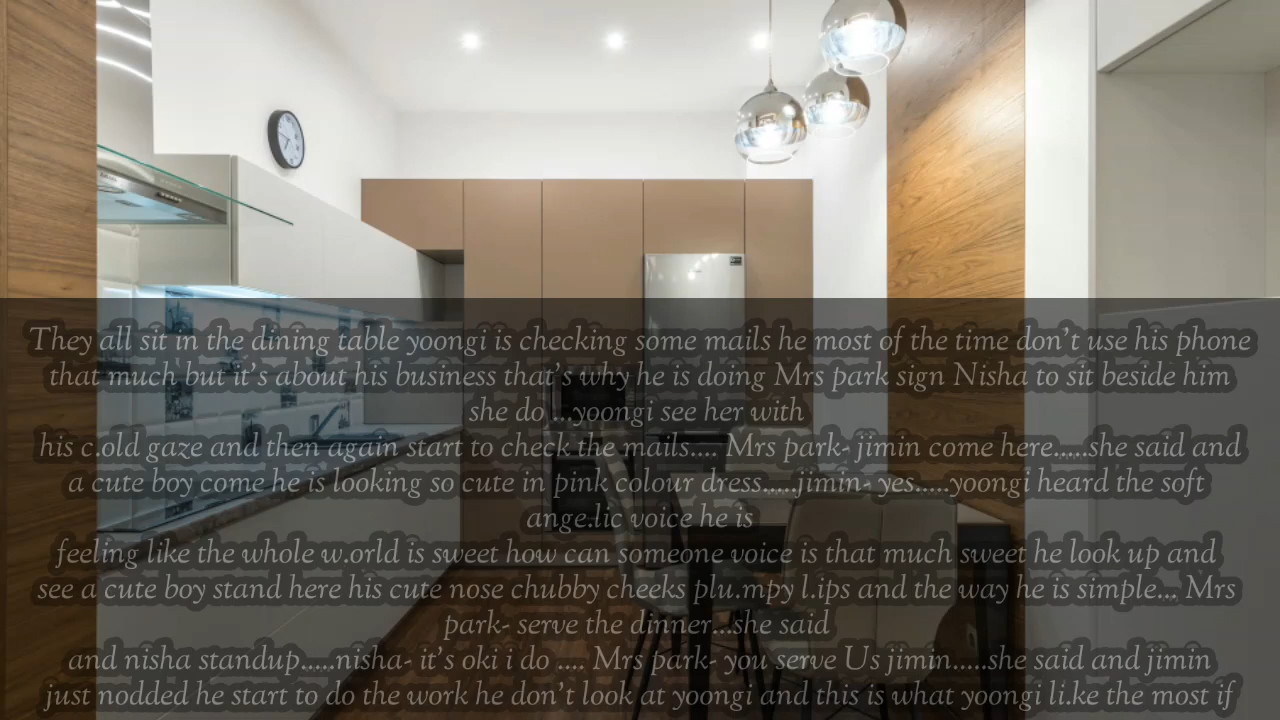 They all sit in the dining table yoongi is checking some mails he most of the time don't use his phone
that much but it's about his business that's why he is doing Mrs park sign Nisha to sit beside him
she do ...yoongi see her with
his c.old gaze and then again start to check the mails.... Mrs park- jimin come here.....she said and
a cute boy come he is looking so cute in pink colour dress.....jimin- yes.....yoongi heard the soft
ange.lic voice he is
feeling like the whole w.orld is sweet how can someone voice is that much sweet he look up and
see a cute boy stand here his cute nose chubby cheeks plu.mpy l.ips and the way he is simple... Mrs
park- serve the dinner...she said
and nisha standup.....nisha- it's oki i do .... Mrs park- you serve Us jimin.....she said and jimin
just nodded he start to do the work he don't look at yoongi and this is what yoongi li.ke the most if